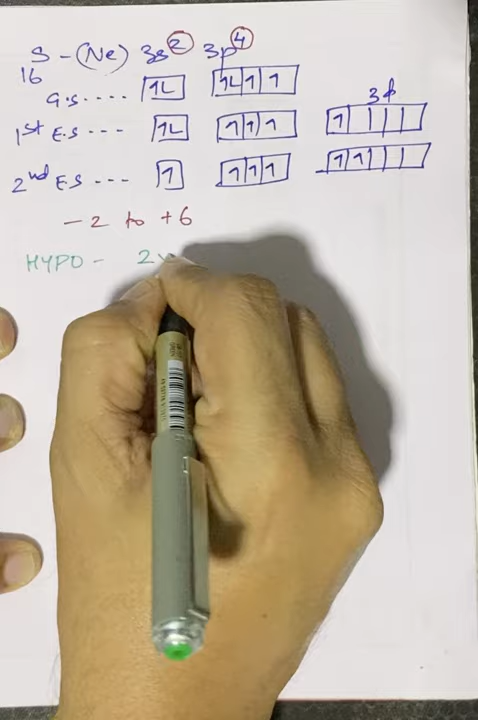 S - (Ne) 3s² 3p⁴
16
G.S.... 1L 1L 1 1
3d
1st E.S --- 1L 1 1 1 1
2nd E.S --- 1 1 1 1 1 1
-2 to +6
HYPO - 2